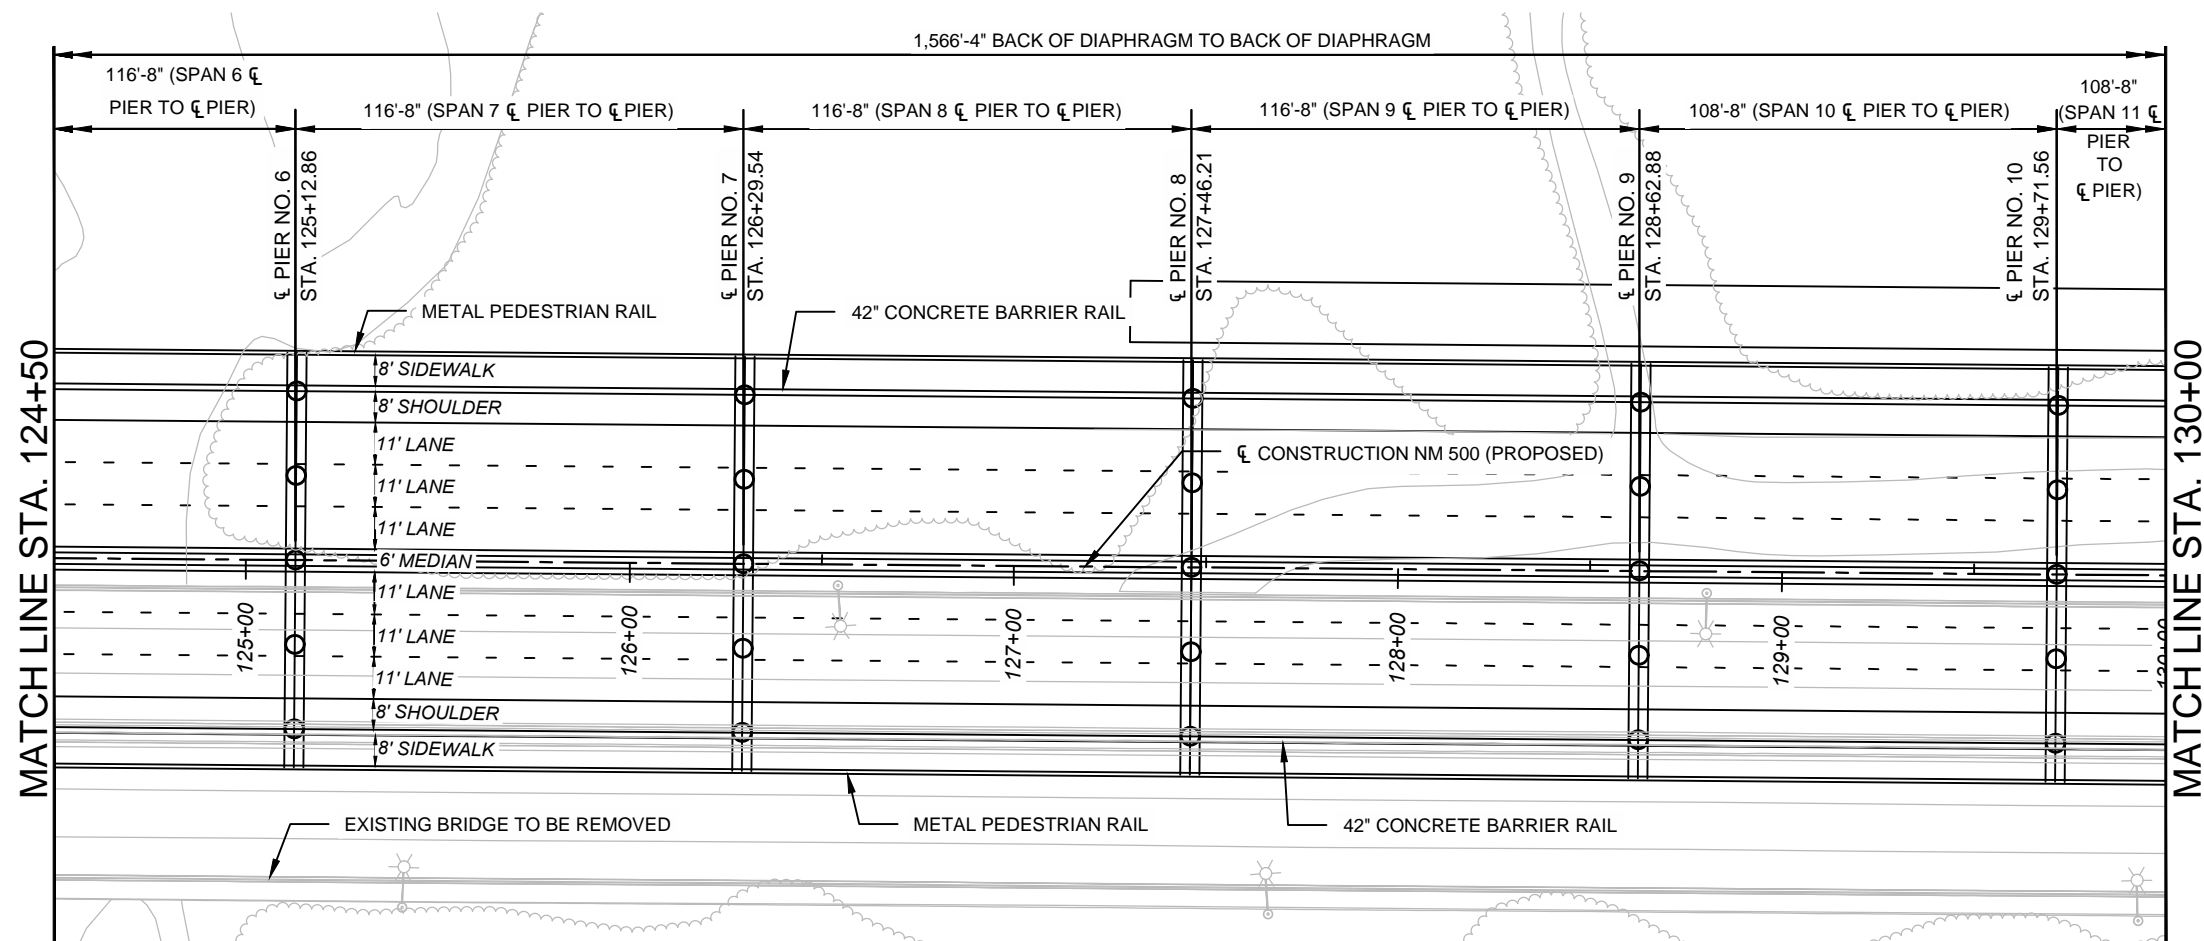 1,566'-4" BACK OF DIAPHRAGM TO BACK OF DIAPHRAGM
116'-8" (SPAN 6 ℄
PIER TO ℄ PIER)
116'-8" (SPAN 7 ℄ PIER TO ℄ PIER)
116'-8" (SPAN 8 ℄ PIER TO ℄ PIER)
116'-8" (SPAN 9 ℄ PIER TO ℄ PIER)
108'-8" (SPAN 10 ℄ PIER TO ℄ PIER)
108'-8"
(SPAN 11 ℄
PIER
TO
℄ PIER)
℄ PIER NO. 6
STA. 125+12.86
℄ PIER NO. 7
STA. 126+29.54
℄ PIER NO. 8
STA. 127+46.21
℄ PIER NO. 9
STA. 128+62.88
℄ PIER NO. 10
STA. 129+71.56
METAL PEDESTRIAN RAIL
42" CONCRETE BARRIER RAIL
MATCH LINE STA. 124+50
MATCH LINE STA. 130+00
8' SIDEWALK
8' SHOULDER
11' LANE
℄ CONSTRUCTION NM 500 (PROPOSED)
11' LANE
11' LANE
6' MEDIAN
11' LANE
11' LANE
11' LANE
8' SHOULDER
8' SIDEWALK
125+00
126+00
127+00
128+00
129+00
130+00
EXISTING BRIDGE TO BE REMOVED
METAL PEDESTRIAN RAIL
42" CONCRETE BARRIER RAIL